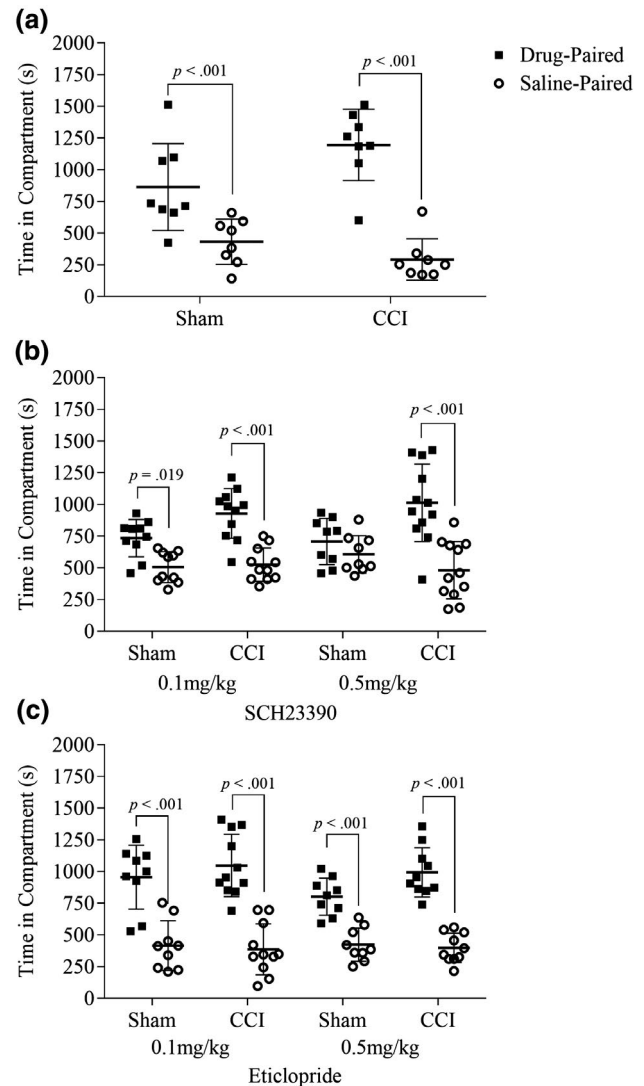 (a)
2000
1750
1500
1250
1000
750
500
250
0
Time in Compartment (s)
p < .001
p < .001
Drug-Paired
Saline-Paired
Sham CCI
(b)
2000
1750
1500
1250
1000
750
500
250
0
Time in Compartment (s)
p = .019
p < .001
p < .001
Sham CCI Sham CCI
0.1mg/kg 0.5mg/kg
SCH23390
(c)
2000
1750
1500
1250
1000
750
500
250
0
Time in Compartment (s)
p < .001
p < .001
p < .001
p < .001
Sham CCI Sham CCI
0.1mg/kg 0.5mg/kg
Eticlopride